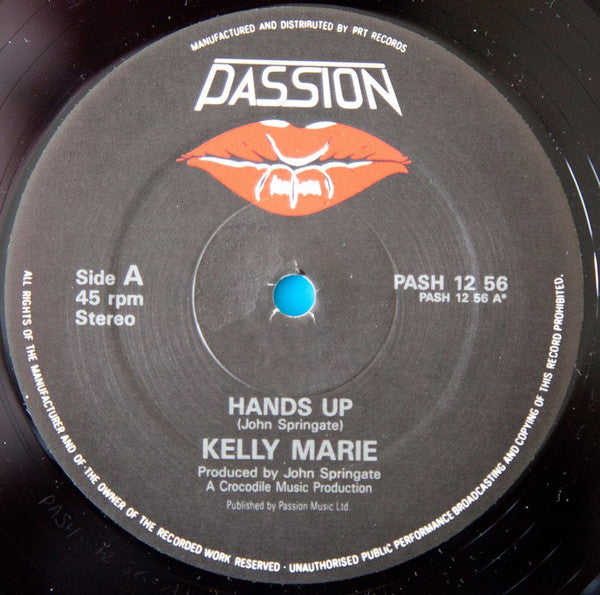 MANUFACTURED AND DISTRIBUTED BY PRT RECORDS
PASSION
Side A
45 rpm
Stereo
PASH 12 56
PASH 12 56 A°
HANDS UP
(John Springate)
KELLY MARIE
Produced by John Springate
A Crocodile Music Production
Published by Passion Music Ltd.
ALL RIGHTS OF THE MANUFACTURER AND OF THE OWNER OF THE RECORDED WORK RESERVED - UNAUTHORISED PUBLIC PERFORMANCE BROADCASTING AND COPYING OF THIS RECORD PROHIBITED.
PASH